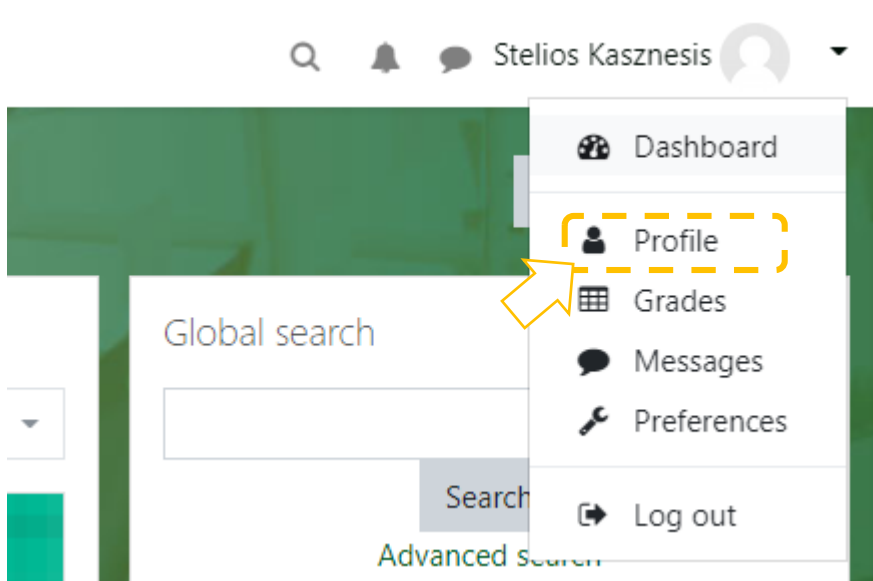 Stelios Kasznesis
Dashboard
Profile
Global search
Grades
Messages
Preferences
Search
Log out
Advanced search